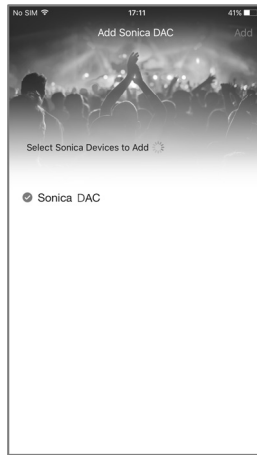 No SIM 17:11 41%
Add Sonica DAC Add
Select Sonica Devices to Add
Sonica DAC